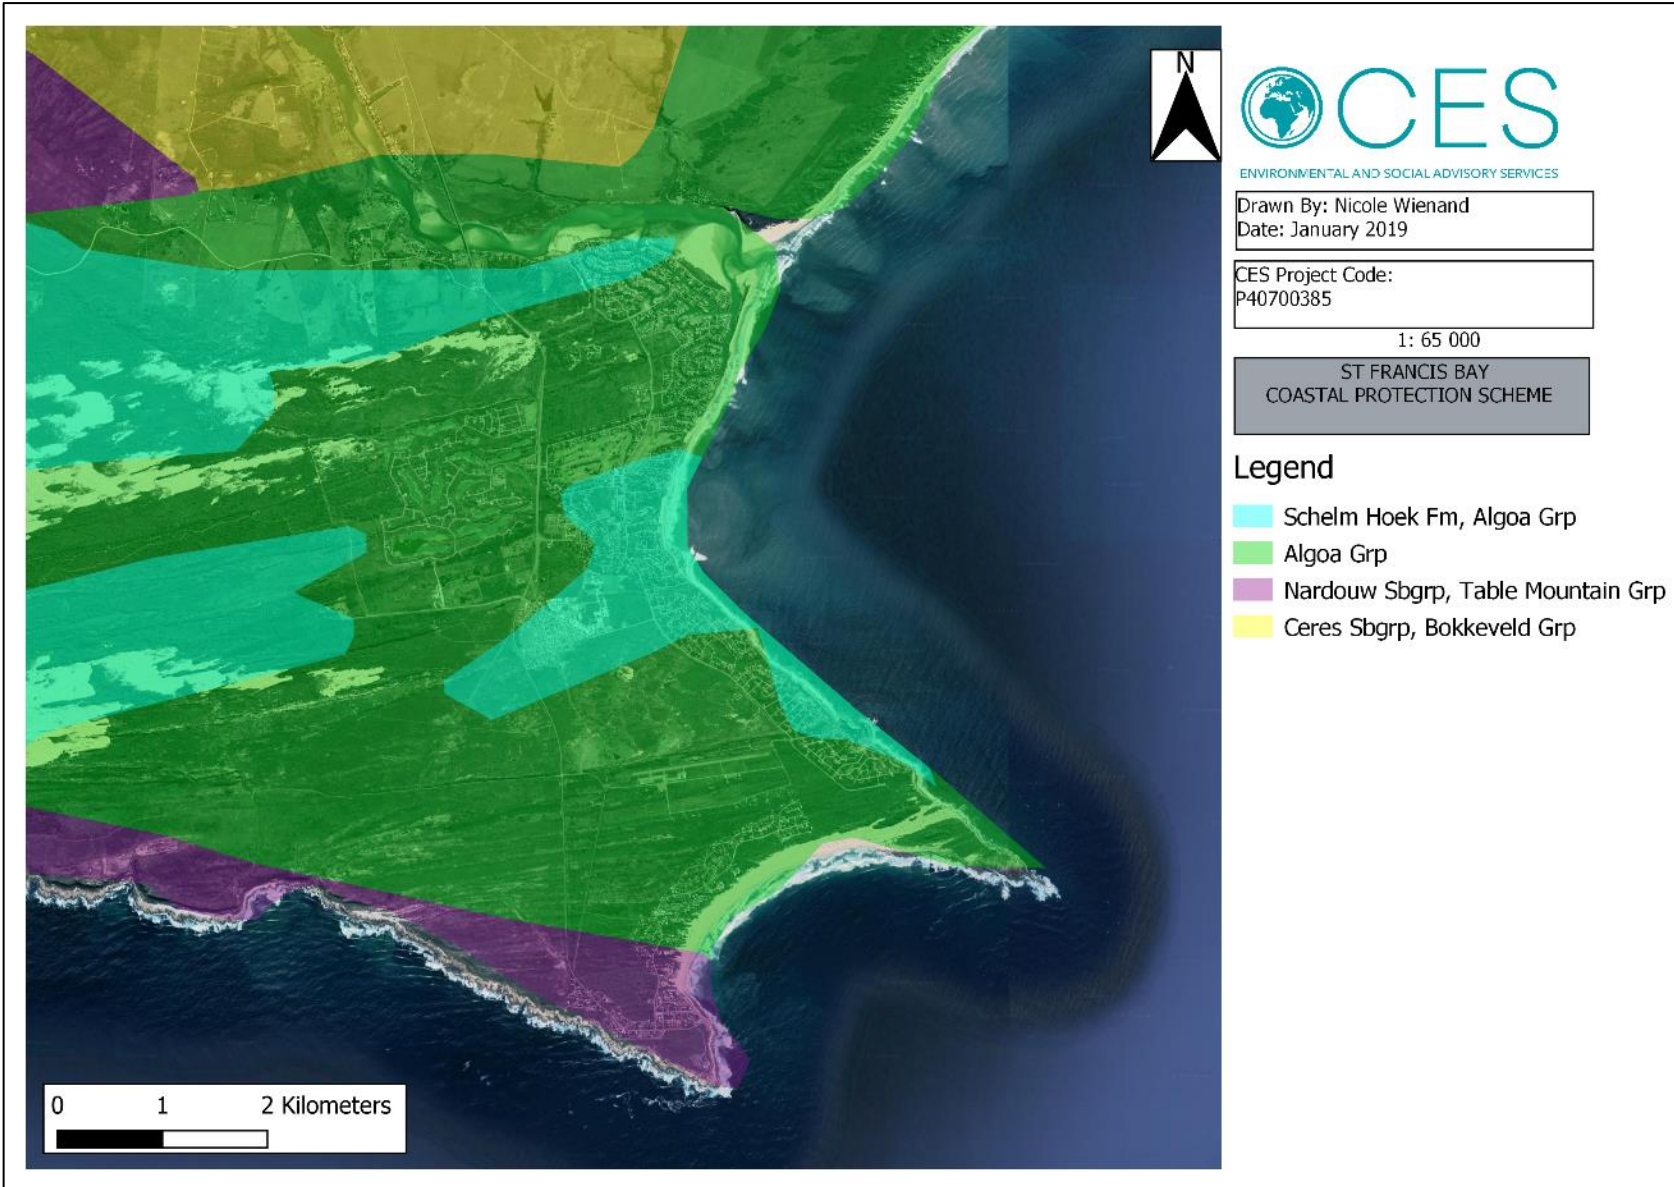 N
CES
ENVIRONMENTAL AND SOCIAL ADVISORY SERVICES
Drawn By: Nicole Wienand
Date: January 2019
CES Project Code:
P40700385
1: 65 000
ST FRANCIS BAY
COASTAL PROTECTION SCHEME
Legend
Schelm Hoek Fm, Algoa Grp
Algoa Grp
Nardouw Sbgrp, Table Mountain Grp
Ceres Sbgrp, Bokkeveld Grp
0 1 2 Kilometers